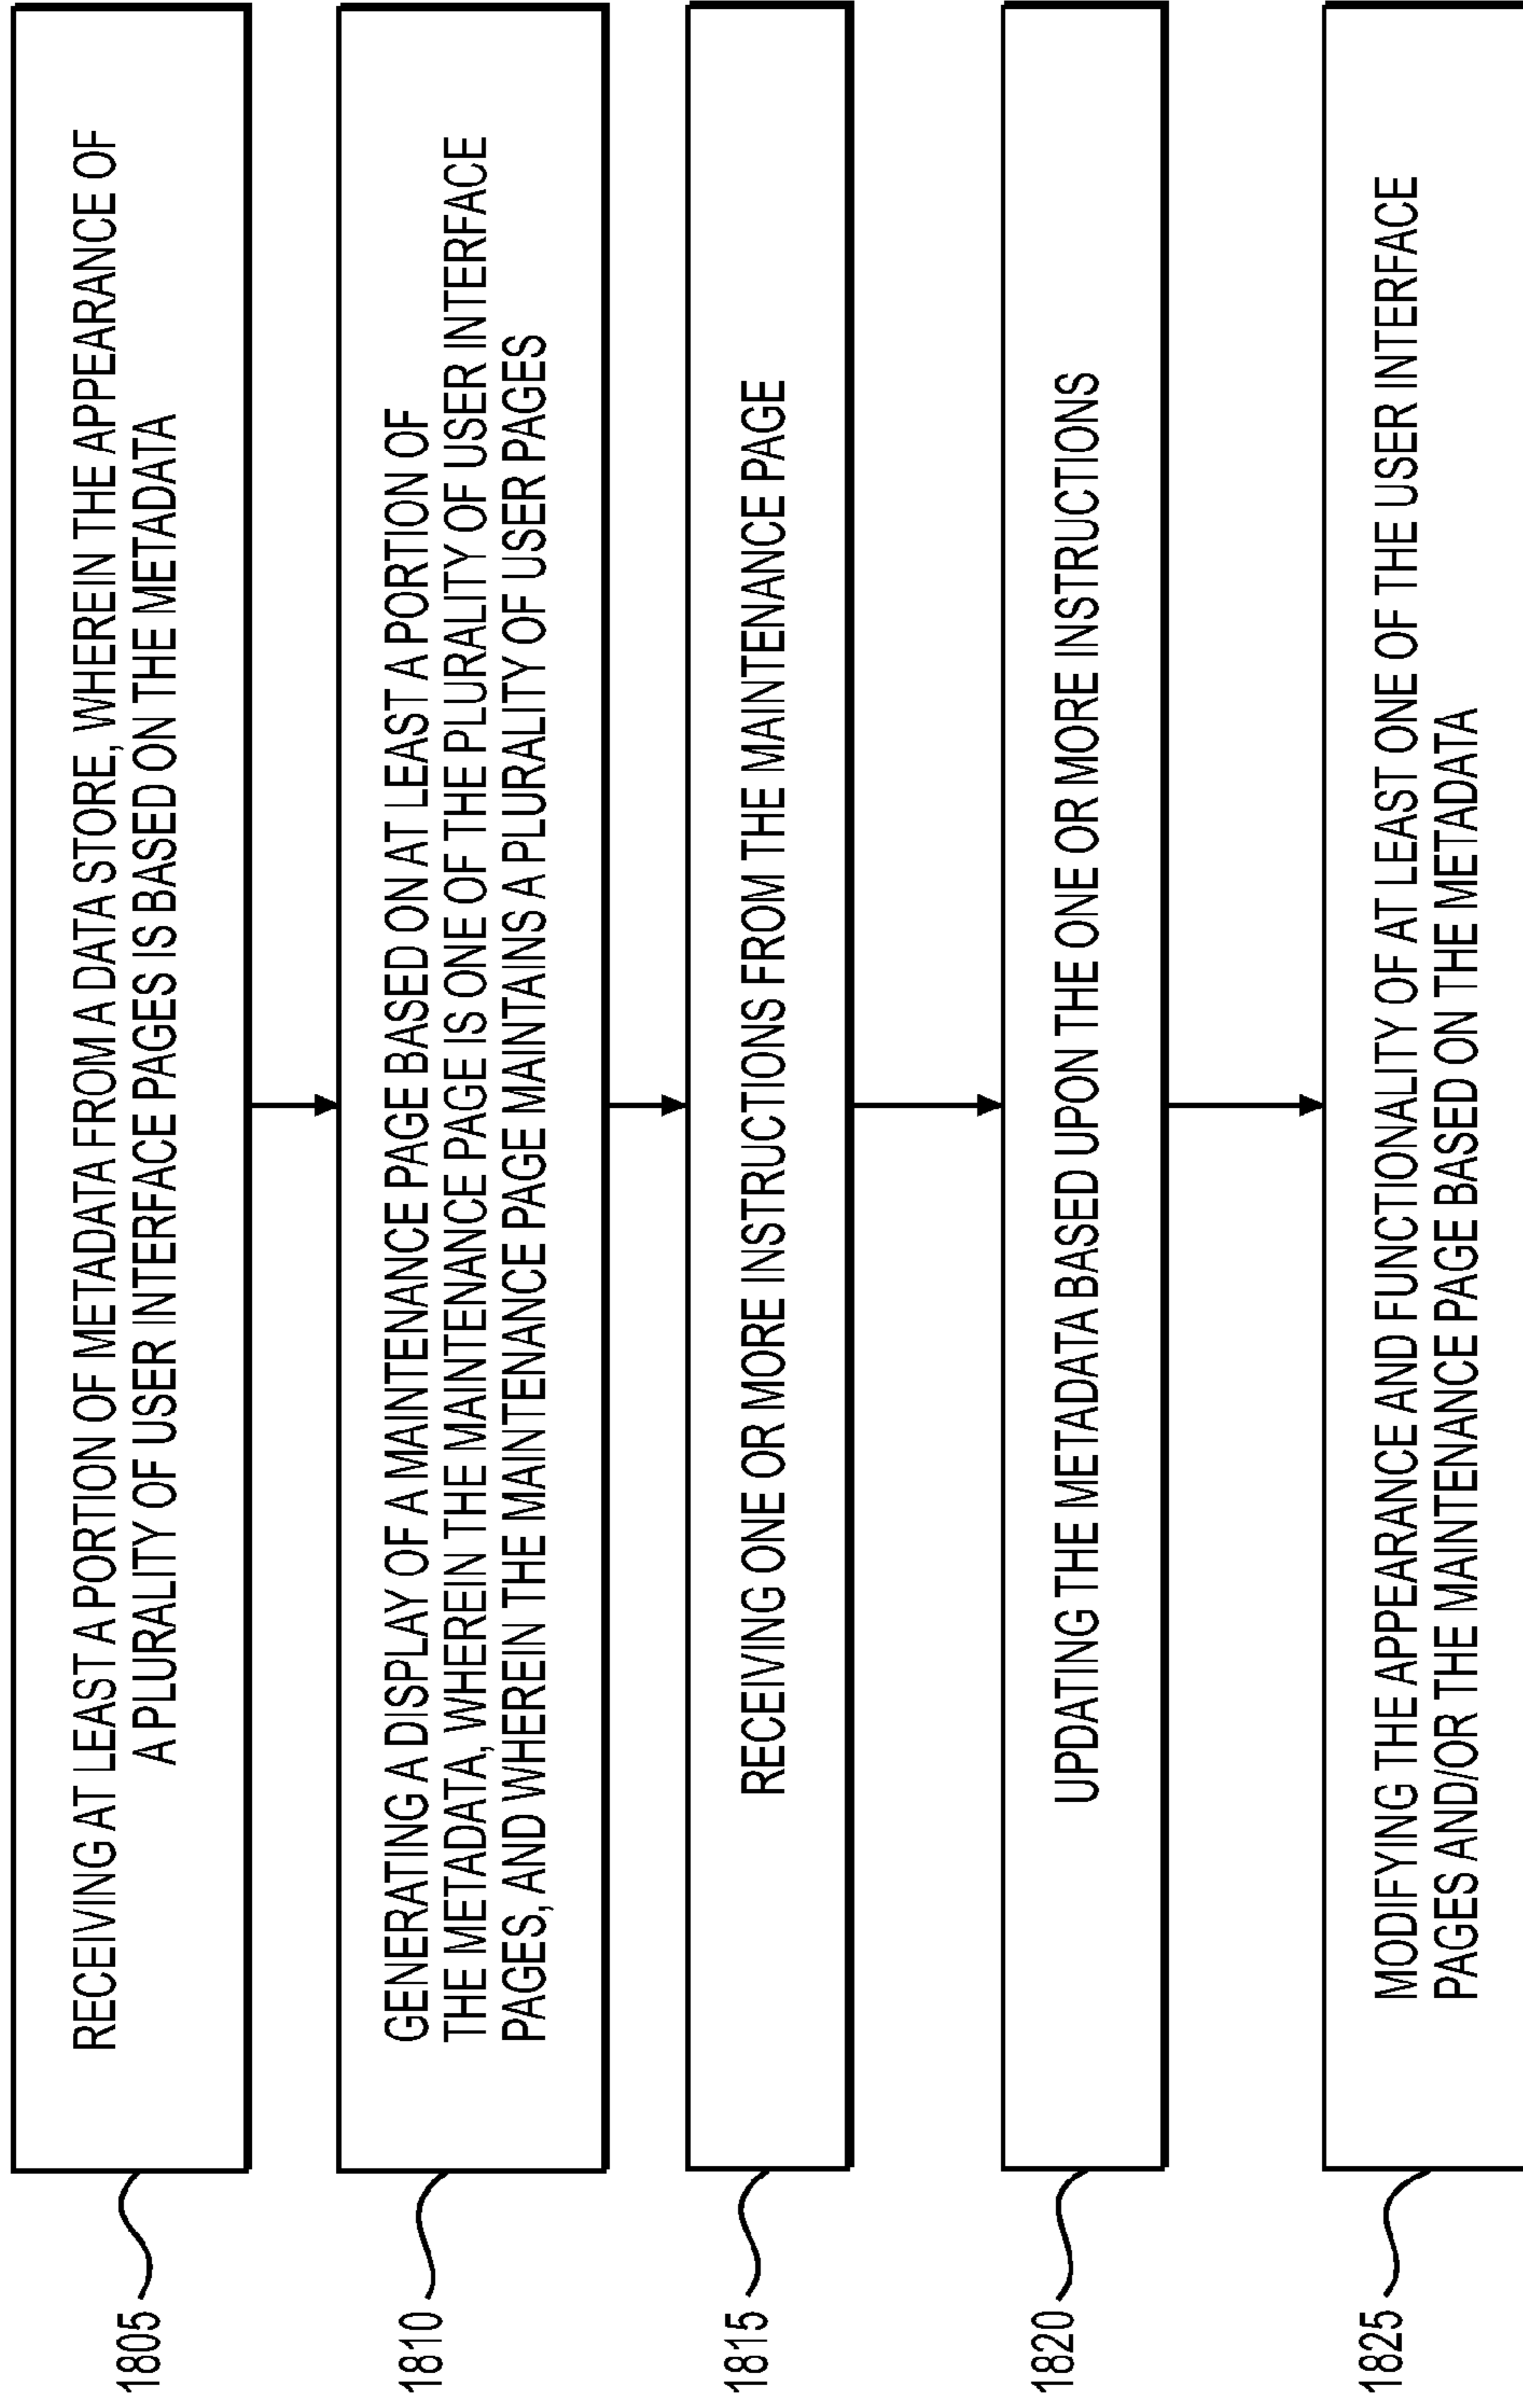 1805
RECEIVING AT LEAST A PORTION OF METADATA FROM A DATA STORE, WHEREIN THE APPEARANCE OF
A PLURALITY OF USER INTERFACE PAGES IS BASED ON THE METADATA
1810
GENERATING A DISPLAY OF A MAINTENANCE PAGE BASED ON AT LEAST A PORTION OF
THE METADATA, WHEREIN THE MAINTENANCE PAGE IS ONE OF THE PLURALITY OF USER INTERFACE
PAGES, AND WHEREIN THE MAINTENANCE PAGE MAINTAINS A PLURALITY OF USER PAGES
1815
RECEIVING ONE OR MORE INSTRUCTIONS FROM THE MAINTENANCE PAGE
1820
UPDATING THE METADATA BASED UPON THE ONE OR MORE INSTRUCTIONS
1825
MODIFYING THE APPEARANCE AND FUNCTIONALITY OF AT LEAST ONE OF THE USER INTERFACE
PAGES AND/OR THE MAINTENANCE PAGE BASED ON THE METADATA